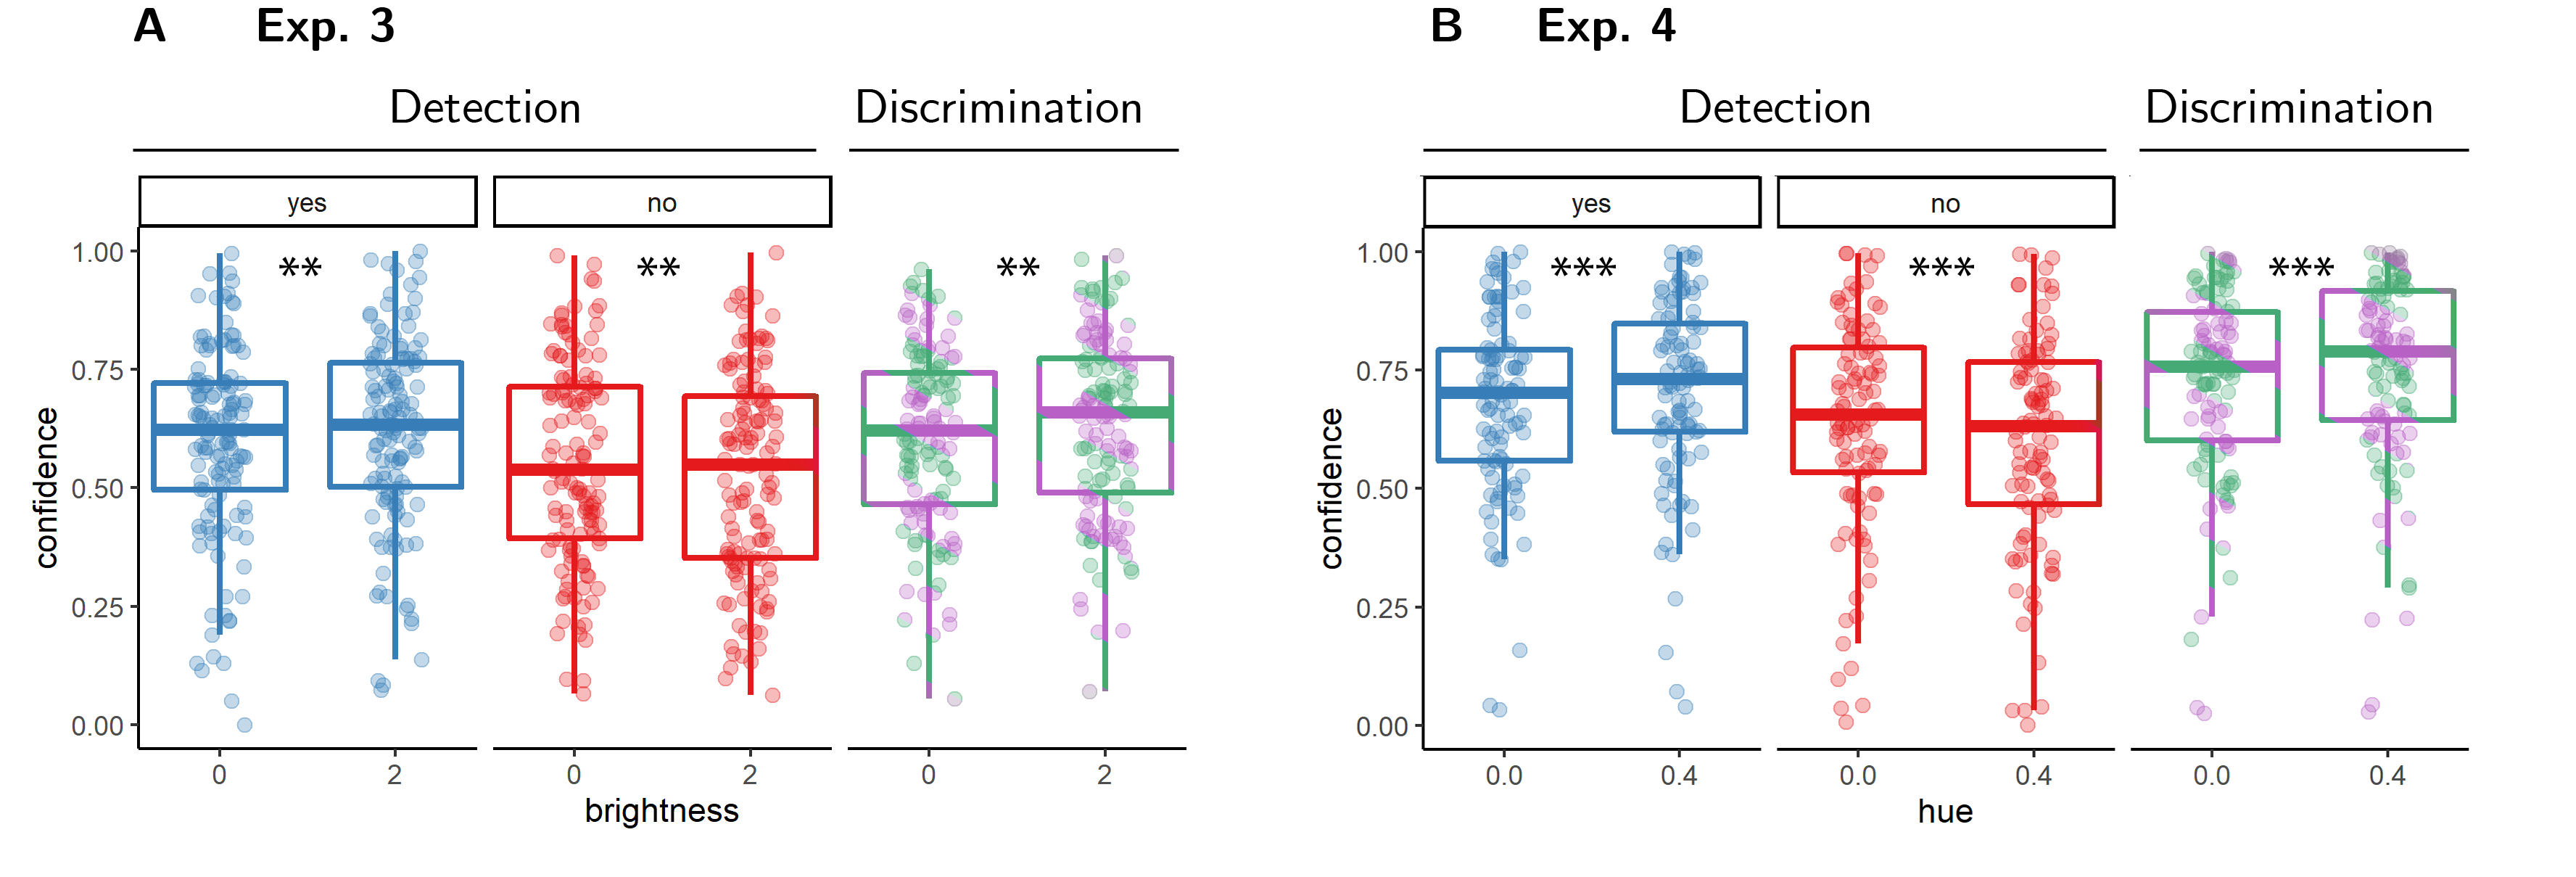 A Exp. 3
Detection Discrimination
yes no
** ** **
1.00
0.75
0.50
0.25
0.00
confidence
0 2 0 2 0 2
brightness
B Exp. 4
Detection Discrimination
yes no
*** *** ***
1.00
0.75
0.50
0.25
0.00
confidence
0.0 0.4 0.0 0.4 0.0 0.4
hue